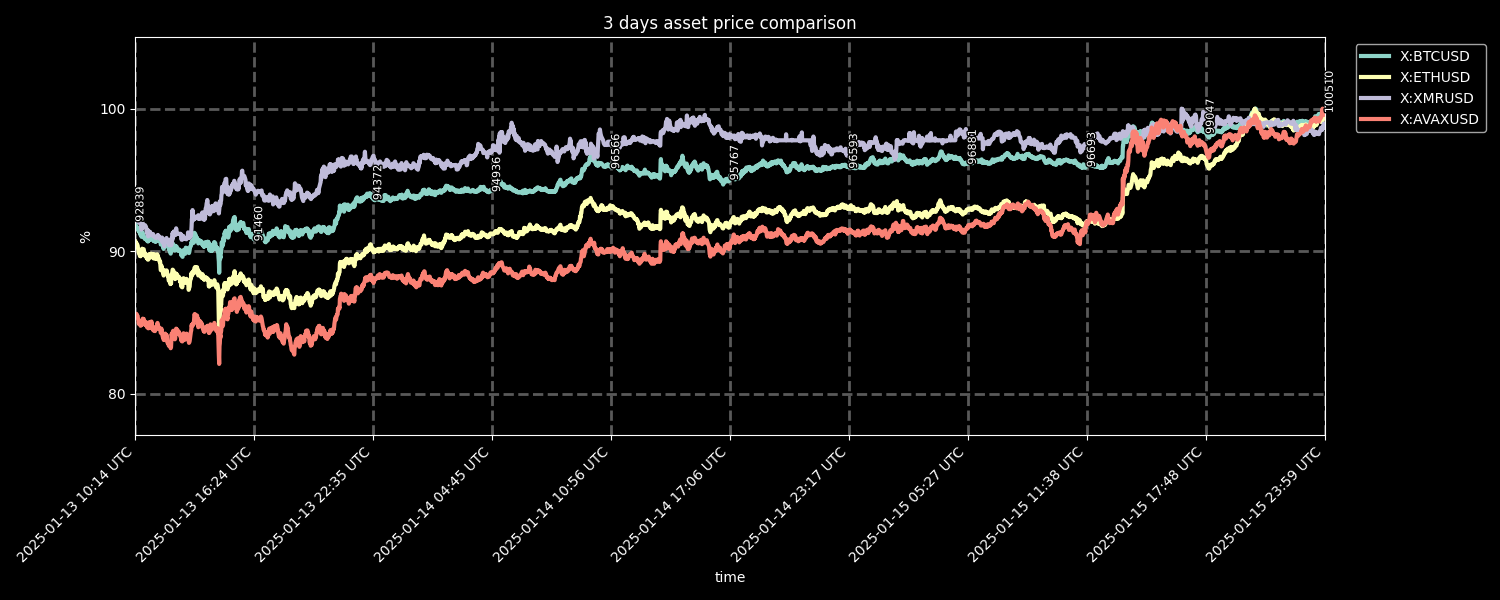 3 days asset price comparison
X:BTCUSD
X:ETHUSD
X:XMRUSD
X:AVAXUSD
%
100
90
80
92839
91460
94372
94936
96566
95767
96593
96881
96693
99047
100510
2025-01-13 10:14 UTC
2025-01-13 16:24 UTC
2025-01-13 22:35 UTC
2025-01-14 04:45 UTC
2025-01-14 10:56 UTC
2025-01-14 17:06 UTC
2025-01-14 23:17 UTC
2025-01-15 05:27 UTC
2025-01-15 11:38 UTC
2025-01-15 17:48 UTC
2025-01-15 23:59 UTC
time